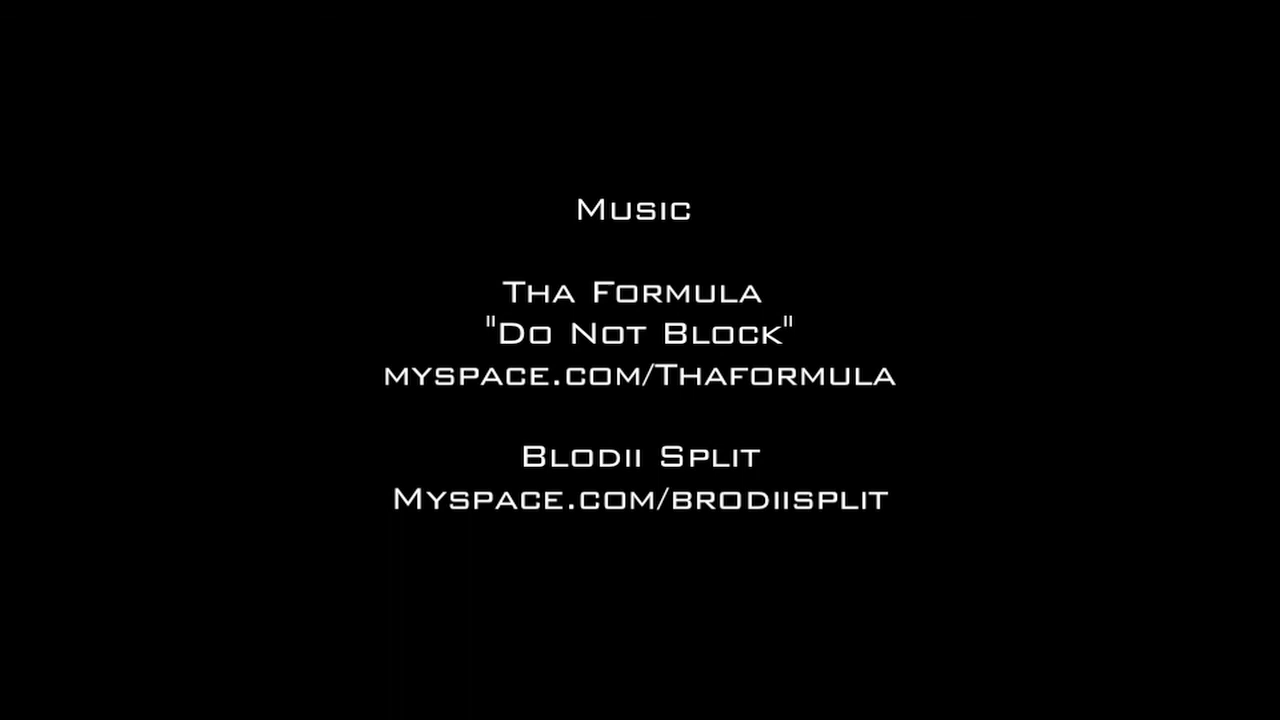 Music
Tha Formula
"Do Not Block"
myspace.com/Thaformula
Blodii Split
Myspace.com/brodiisplit